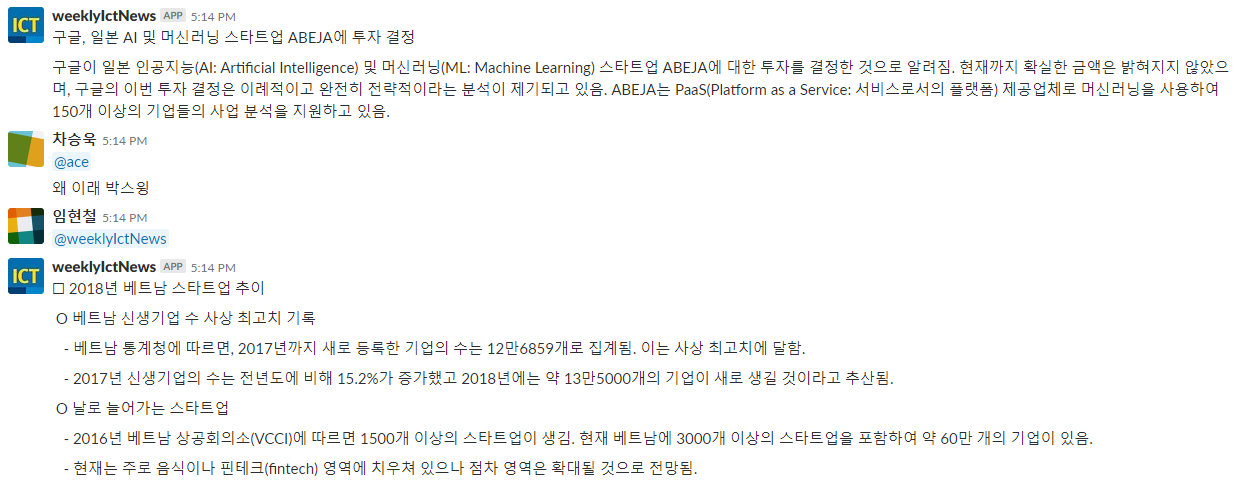 ICT weeklyIctNews APP 5:14 PM
구글, 일본 AI 및 머신러닝 스타트업 ABEJA에 투자 결정
구글이 일본 인공지능(AI: Artificial Intelligence) 및 머신러닝(ML: Machine Learning) 스타트업 ABEJA에 대한 투자를 결정한 것으로 알려짐. 현재까지 확실한 금액은 밝혀지지 않았으
며, 구글의 이번 투자 결정은 이례적이고 완전히 전략적이라는 분석이 제기되고 있음. ABEJA는 PaaS(Platform as a Service: 서비스로서의 플랫폼) 제공업체로 머신러닝을 사용하여
150개 이상의 기업들의 사업 분석을 지원하고 있음.
차승욱 5:14 PM
@ace
왜 이래 박스윙
임현철 5:14 PM
@weeklyIctNews
ICT weeklyIctNews APP 5:14 PM
□ 2018년 베트남 스타트업 추이
O 베트남 신생기업 수 사상 최고치 기록
- 베트남 통계청에 따르면, 2017년까지 새로 등록한 기업의 수는 12만6859개로 집계됨. 이는 사상 최고치에 달함.
- 2017년 신생기업의 수는 전년도에 비해 15.2%가 증가했고 2018년에는 약 13만5000개의 기업이 새로 생길 것이라고 추산됨.
O 날로 늘어가는 스타트업
- 2016년 베트남 상공회의소(VCCI)에 따르면 1500개 이상의 스타트업이 생김. 현재 베트남에 3000개 이상의 스타트업을 포함하여 약 60만 개의 기업이 있음.
- 현재는 주로 음식이나 핀테크(fintech) 영역에 치우쳐 있으나 점차 영역은 확대될 것으로 전망됨.